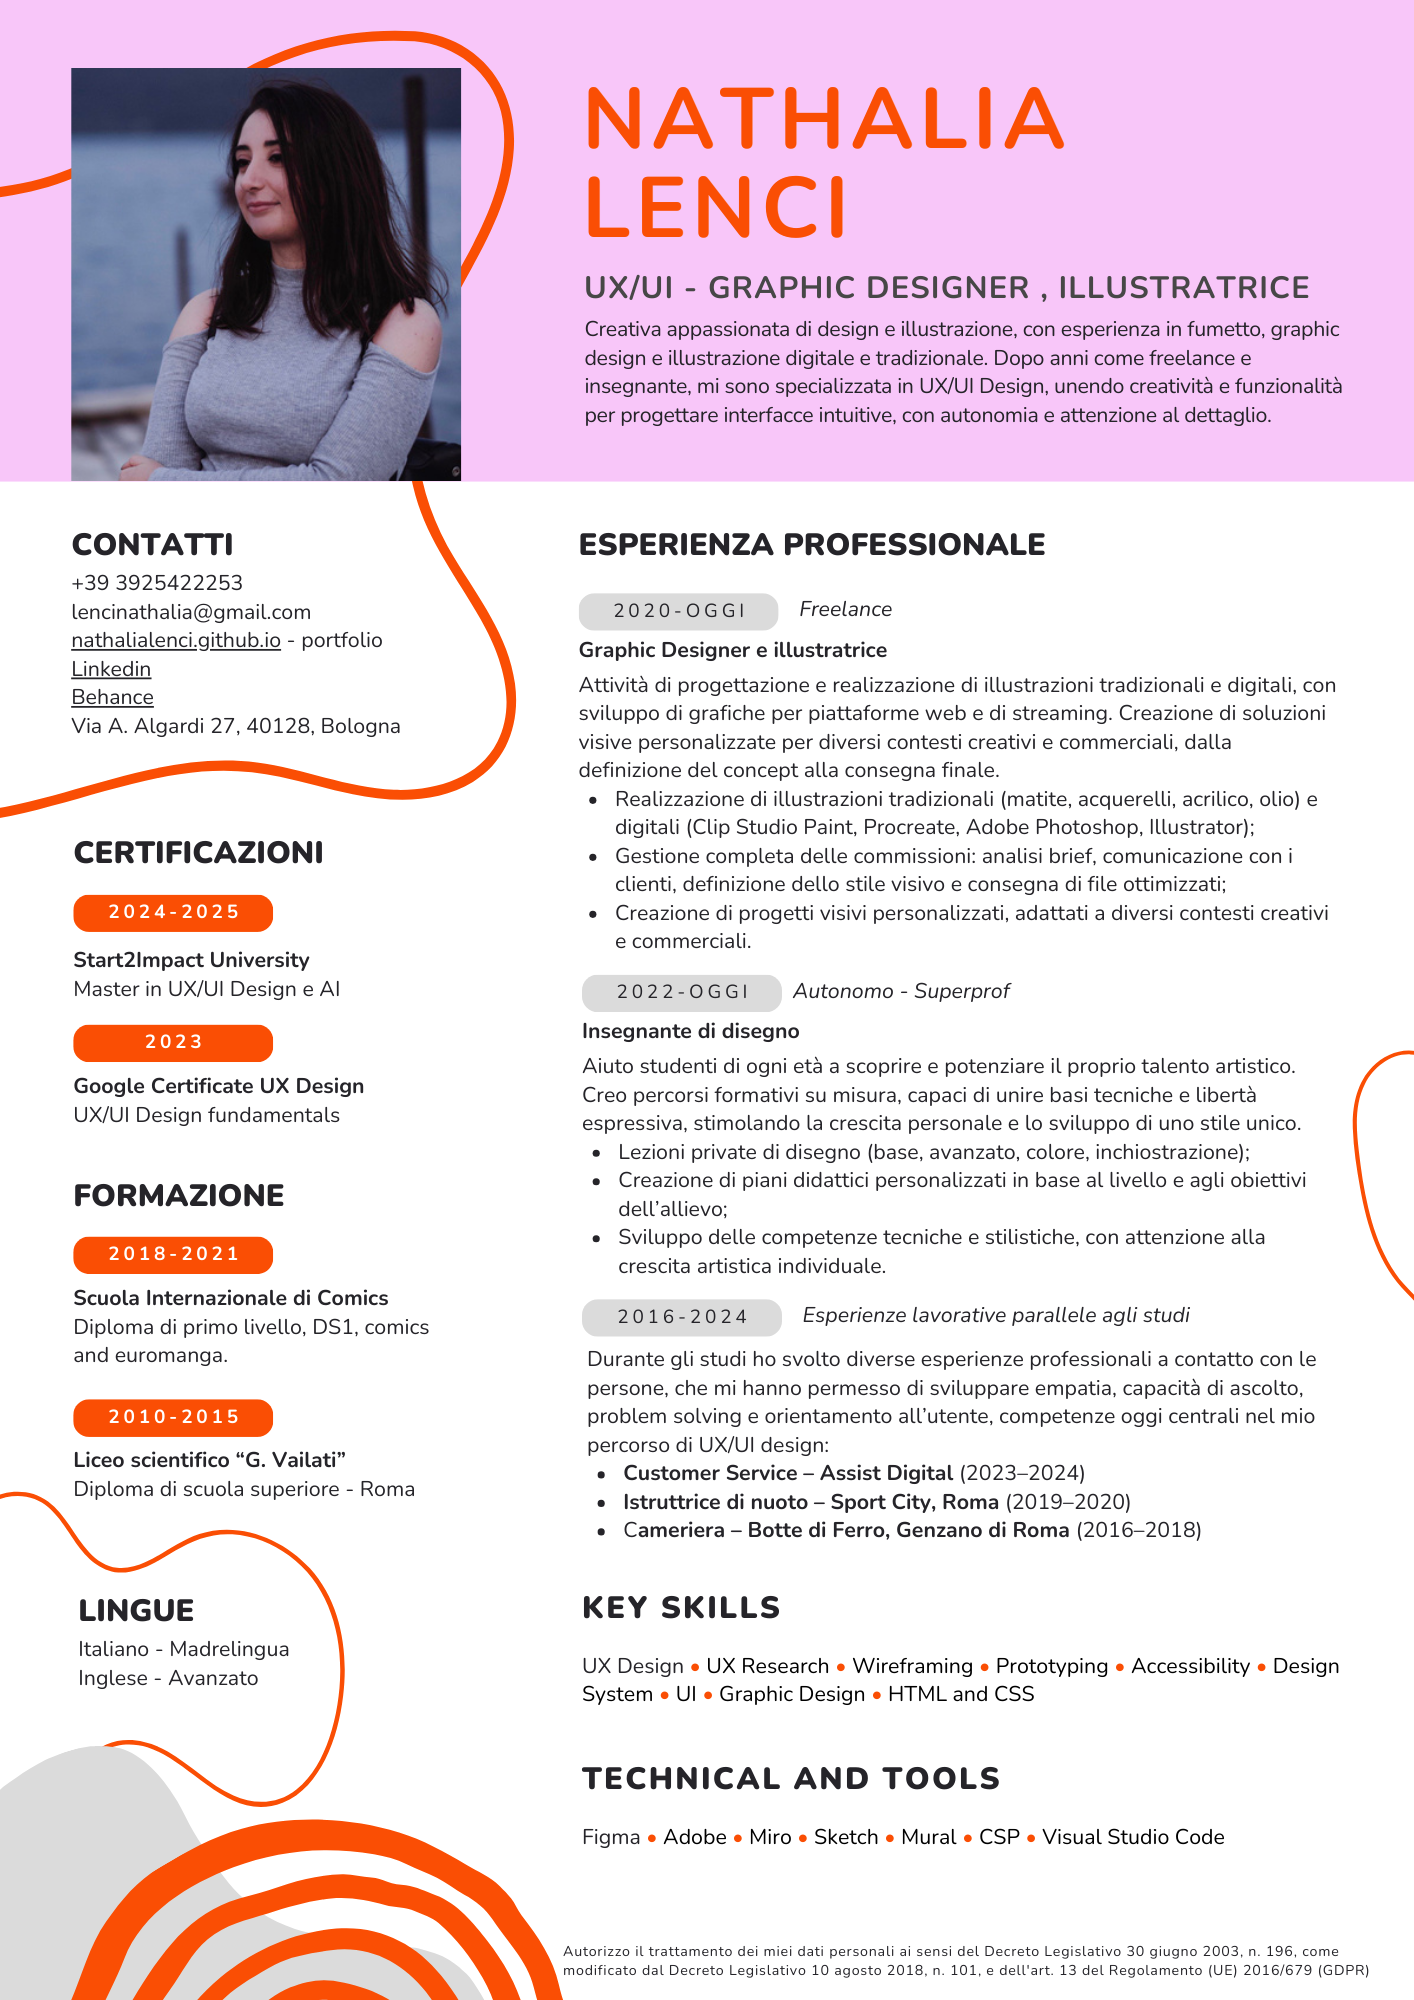 NATHALIA
LENCI
UX/UI - GRAPHIC DESIGNER , ILLUSTRATRICE
Creativa appassionata di design e illustrazione, con esperienza in fumetto, graphic
design e illustrazione digitale e tradizionale. Dopo anni come freelance e
insegnante, mi sono specializzata in UX/UI Design, unendo creatività e funzionalità
per progettare interfacce intuitive, con autonomia e attenzione al dettaglio.
CONTATTI
+39 3925422253
lencinathalia@gmail.com
nathalialenci.github.io - portfolio
Linkedin
Behance
Via A. Algardi 27, 40128, Bologna
CERTIFICAZIONI
2024-2025
Start2Impact University
Master in UX/UI Design e AI
2023
Google Certificate UX Design
UX/UI Design fundamentals
FORMAZIONE
2018-2021
Scuola Internazionale di Comics
Diploma di primo livello, DS1, comics
and euromanga.
2010-2015
Liceo scientifico “G. Vailati”
Diploma di scuola superiore - Roma
LINGUE
Italiano - Madrelingua
Inglese - Avanzato
ESPERIENZA PROFESSIONALE
2020-OGGI Freelance
Graphic Designer e illustratrice
Attività di progettazione e realizzazione di illustrazioni tradizionali e digitali, con
sviluppo di grafiche per piattaforme web e di streaming. Creazione di soluzioni
visive personalizzate per diversi contesti creativi e commerciali, dalla
definizione del concept alla consegna finale.
• Realizzazione di illustrazioni tradizionali (matite, acquerelli, acrilico, olio) e
digitali (Clip Studio Paint, Procreate, Adobe Photoshop, Illustrator);
• Gestione completa delle commissioni: analisi brief, comunicazione con i
clienti, definizione dello stile visivo e consegna di file ottimizzati;
• Creazione di progetti visivi personalizzati, adattati a diversi contesti creativi
e commerciali.
2022-OGGI Autonomo - Superprof
Insegnante di disegno
Aiuto studenti di ogni età a scoprire e potenziare il proprio talento artistico.
Creo percorsi formativi su misura, capaci di unire basi tecniche e libertà
espressiva, stimolando la crescita personale e lo sviluppo di uno stile unico.
• Lezioni private di disegno (base, avanzato, colore, inchiostrazione);
• Creazione di piani didattici personalizzati in base al livello e agli obiettivi
dell’allievo;
• Sviluppo delle competenze tecniche e stilistiche, con attenzione alla
crescita artistica individuale.
2016-2024 Esperienze lavorative parallele agli studi
Durante gli studi ho svolto diverse esperienze professionali a contatto con le
persone, che mi hanno permesso di sviluppare empatia, capacità di ascolto,
problem solving e orientamento all’utente, competenze oggi centrali nel mio
percorso di UX/UI design:
• Customer Service – Assist Digital (2023–2024)
• Istruttrice di nuoto – Sport City, Roma (2019–2020)
• Cameriera – Botte di Ferro, Genzano di Roma (2016–2018)
KEY SKILLS
UX Design • UX Research • Wireframing • Prototyping • Accessibility • Design
System • UI • Graphic Design • HTML and CSS
TECHNICAL AND TOOLS
Figma • Adobe • Miro • Sketch • Mural • CSP • Visual Studio Code
Autorizzo il trattamento dei miei dati personali ai sensi del Decreto Legislativo 30 giugno 2003, n. 196, come
modificato dal Decreto Legislativo 10 agosto 2018, n. 101, e dell'art. 13 del Regolamento (UE) 2016/679 (GDPR)